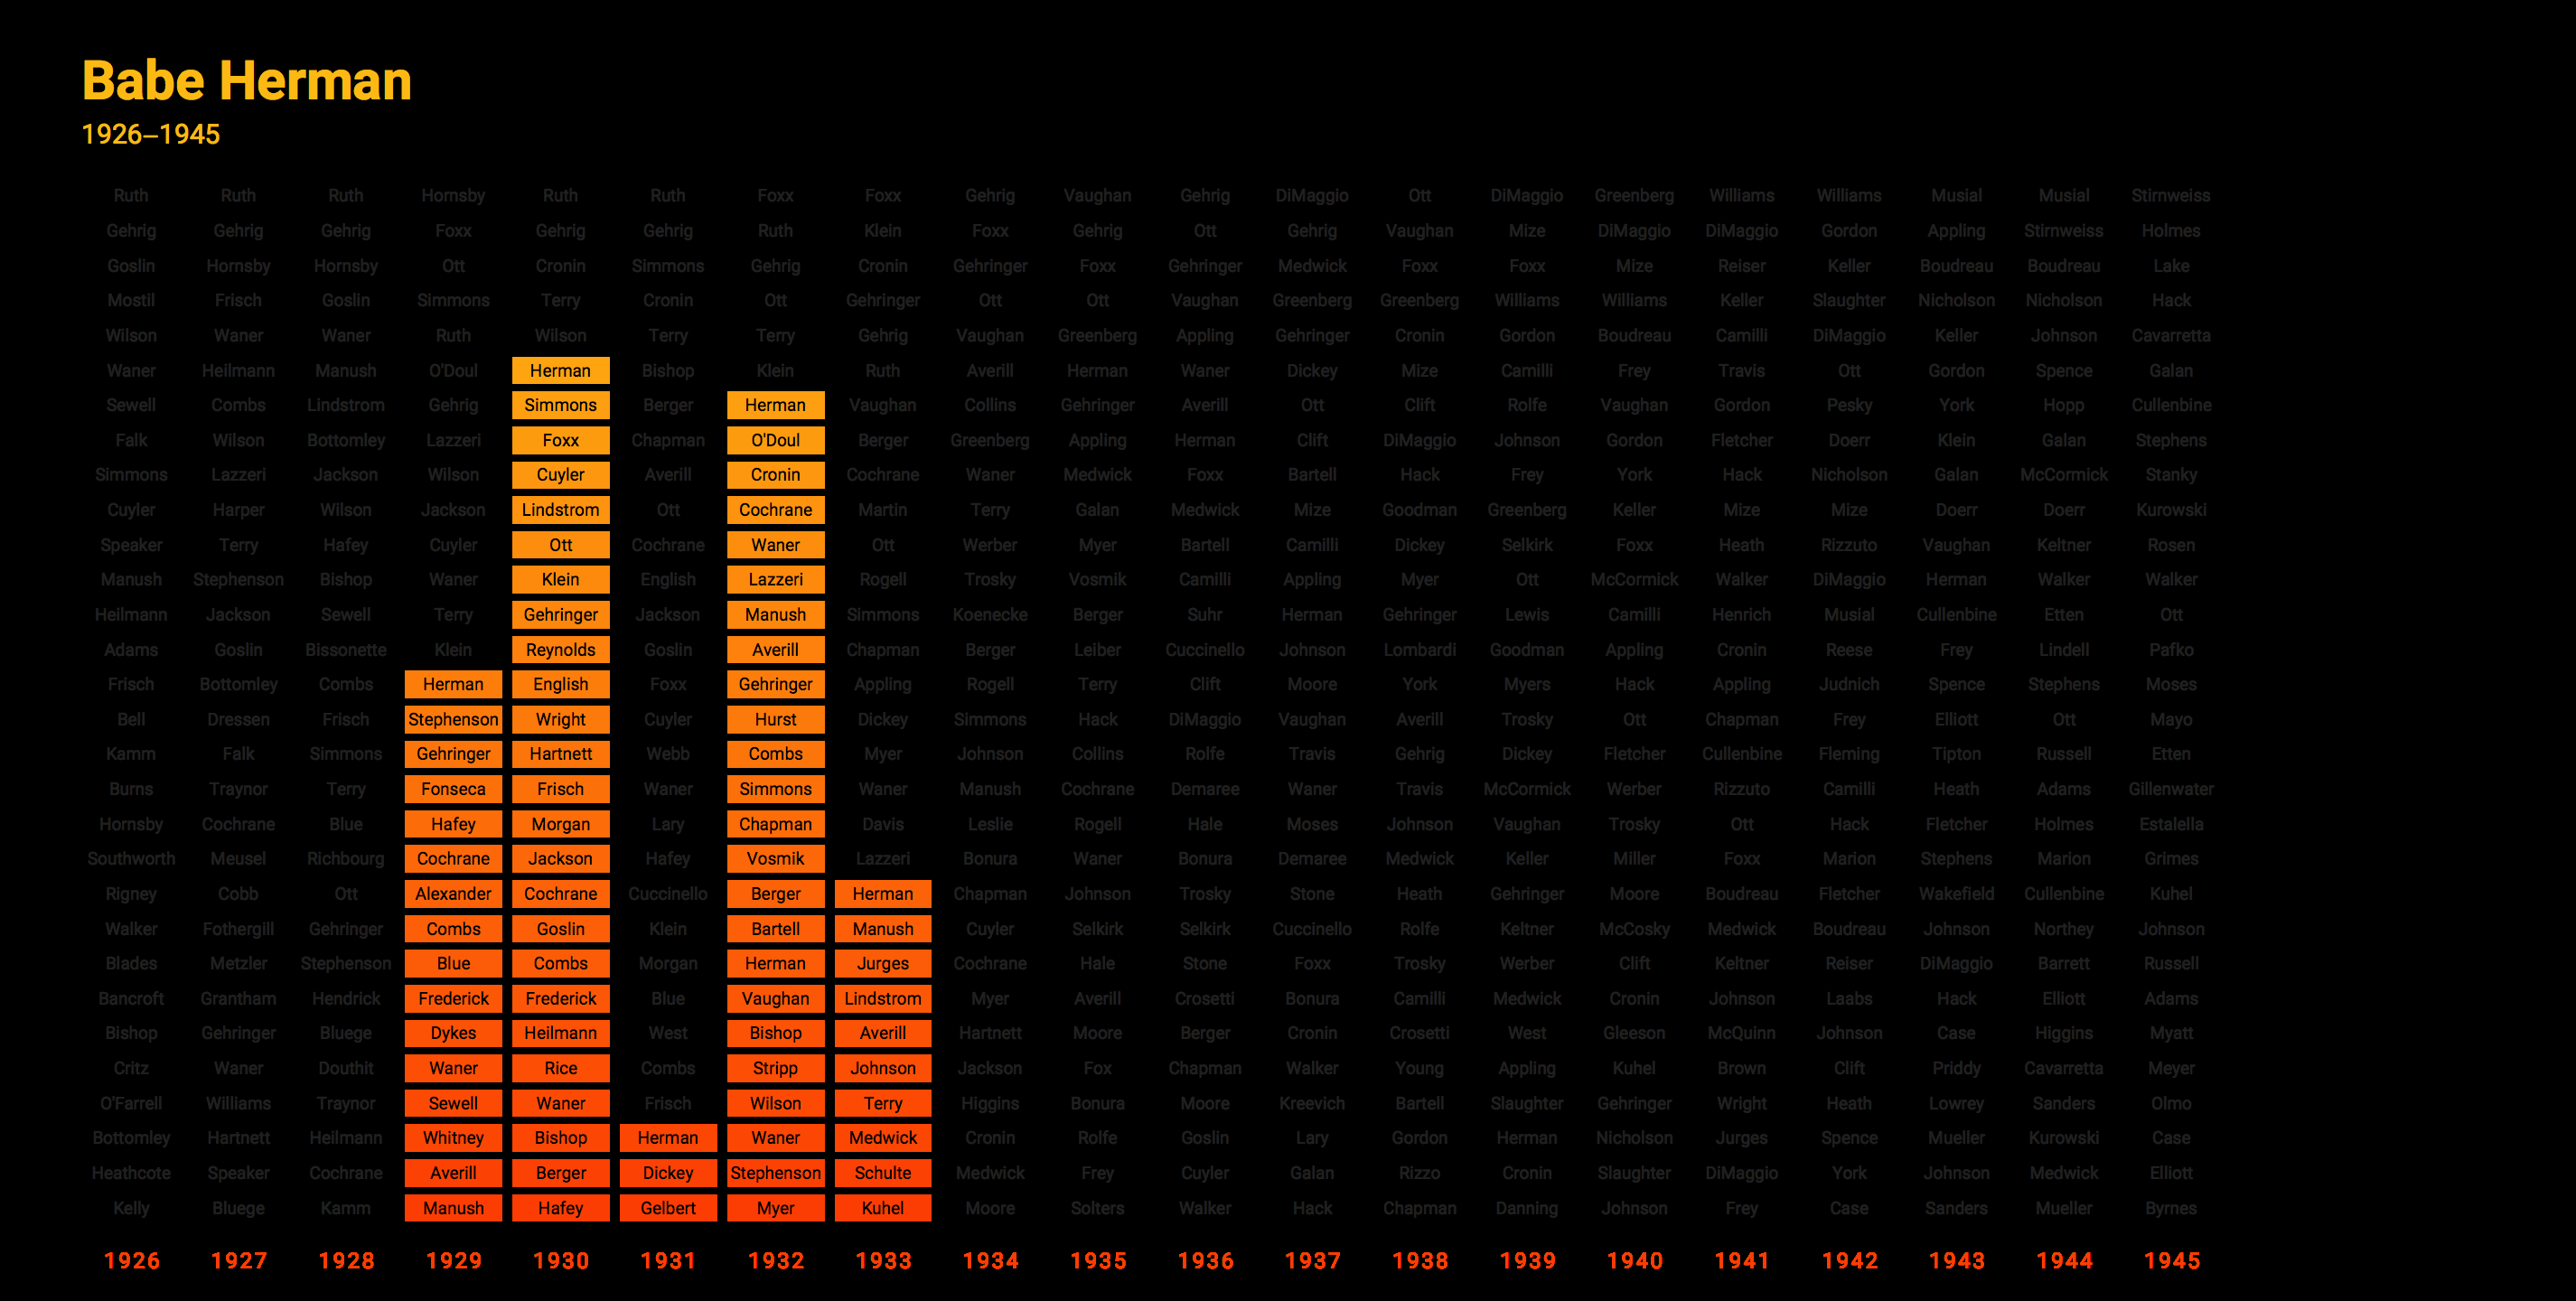 Babe Herman
1926–1945
Ruth Ruth Ruth Hornsby Ruth Ruth Foxx Foxx Gehrig Vaughan Gehrig DiMaggio Ott DiMaggio Greenberg Williams Williams Musial Musial Stirnweiss
Gehrig Gehrig Gehrig Foxx Gehrig Gehrig Ruth Klein Foxx Gehrig Ott Gehrig Vaughan Mize DiMaggio DiMaggio Gordon Appling Stirnweiss Holmes
Goslin Hornsby Hornsby Ott Cronin Simmons Gehrig Cronin Gehringer Foxx Gehringer Medwick Foxx Foxx Mize Reiser Keller Boudreau Boudreau Lake
Mostil Frisch Goslin Simmons Terry Cronin Ott Gehringer Ott Ott Vaughan Greenberg Greenberg Williams Williams Keller Slaughter Nicholson Nicholson Hack
Wilson Waner Waner Ruth Wilson Terry Terry Gehrig Vaughan Greenberg Appling Gehringer Cronin Gordon Boudreau Camilli DiMaggio Keller Johnson Cavarretta
Waner Heilmann Manush O'Doul Herman Bishop Klein Ruth Averill Herman Waner Dickey Mize Camilli Frey Travis Ott Gordon Spence Galan
Sewell Combs Lindstrom Gehrig Simmons Berger Herman Vaughan Collins Gehringer Averill Ott Clift Rolfe Vaughan Gordon Pesky York Hopp Cullenbine
Falk Wilson Bottomley Lazzeri Foxx Chapman O'Doul Berger Greenberg Appling Herman Clift DiMaggio Johnson Gordon Fletcher Doerr Klein Galan Stephens
Simmons Lazzeri Jackson Wilson Cuyler Averill Cronin Cochrane Waner Medwick Foxx Bartell Hack Frey York Hack Nicholson Galan McCormick Stanky
Cuyler Harper Wilson Jackson Lindstrom Ott Cochrane Martin Terry Galan Medwick Mize Goodman Greenberg Keller Mize Mize Doerr Doerr Kurowski
Speaker Terry Hafey Cuyler Ott Cochrane Waner Ott Werber Myer Bartell Camilli Dickey Selkirk Foxx Heath Rizzuto Vaughan Keltner Rosen
Manush Stephenson Bishop Waner Klein English Lazzeri Rogell Trosky Vosmik Camilli Appling Myer Ott McCormick Walker DiMaggio Herman Walker Walker
Heilmann Jackson Sewell Terry Gehringer Jackson Manush Simmons Koenecke Berger Suhr Herman Gehringer Lewis Camilli Henrich Musial Cullenbine Etten Ott
Adams Goslin Bissonette Klein Reynolds Goslin Averill Chapman Berger Leiber Cuccinello Johnson Lombardi Goodman Appling Cronin Reese Frey Lindell Pafko
Frisch Bottomley Combs Herman English Foxx Gehringer Appling Rogell Terry Clift Moore York Myers Hack Appling Judnich Spence Stephens Moses
Bell Dressen Frisch Stephenson Wright Cuyler Hurst Dickey Simmons Hack DiMaggio Vaughan Averill Trosky Ott Chapman Frey Elliott Ott Mayo
Kamm Falk Simmons Gehringer Hartnett Webb Combs Myer Johnson Collins Rolfe Travis Gehrig Dickey Fletcher Cullenbine Fleming Tipton Russell Etten
Burns Traynor Terry Fonseca Frisch Waner Simmons Waner Manush Cochrane Demaree Waner Travis McCormick Werber Rizzuto Camilli Heath Adams Gillenwater
Hornsby Cochrane Blue Hafey Morgan Lary Chapman Davis Leslie Rogell Hale Moses Johnson Vaughan Trosky Ott Hack Fletcher Holmes Estalella
Southworth Meusel Richbourg Cochrane Jackson Hafey Vosmik Lazzeri Bonura Waner Bonura Demaree Medwick Keller Miller Foxx Marion Stephens Marion Grimes
Rigney Cobb Ott Alexander Cochrane Cuccinello Berger Herman Chapman Johnson Trosky Stone Heath Gehringer Moore Boudreau Fletcher Wakefield Cullenbine Kuhel
Walker Fothergill Gehringer Combs Goslin Klein Bartell Manush Cuyler Selkirk Selkirk Cuccinello Rolfe Keltner McCosky Medwick Boudreau Johnson Northey Johnson
Blades Metzler Stephenson Blue Combs Morgan Herman Jurges Cochrane Hale Stone Foxx Trosky Werber Clift Keltner Reiser DiMaggio Barrett Russell
Bancroft Grantham Hendrick Frederick Frederick Blue Vaughan Lindstrom Myer Averill Crosetti Bonura Camilli Medwick Cronin Johnson Laabs Hack Elliott Adams
Bishop Gehringer Bluege Dykes Heilmann West Bishop Averill Hartnett Moore Berger Cronin Crosetti West Gleeson McQuinn Johnson Case Higgins Myatt
Critz Waner Douthit Waner Rice Combs Stripp Johnson Jackson Fox Chapman Walker Young Appling Kuhel Brown Clift Priddy Cavarretta Meyer
O'Farrell Williams Traynor Sewell Waner Frisch Wilson Terry Higgins Bonura Moore Kreevich Bartell Slaughter Gehringer Wright Heath Lowrey Sanders Olmo
Bottomley Hartnett Heilmann Whitney Bishop Herman Waner Medwick Cronin Rolfe Goslin Lary Gordon Herman Nicholson Jurges Spence Mueller Kurowski Case
Heathcote Speaker Cochrane Averill Berger Dickey Stephenson Schulte Medwick Frey Cuyler Galan Rizzo Cronin Slaughter DiMaggio York Johnson Medwick Elliott
Kelly Bluege Kamm Manush Hafey Gelbert Myer Kuhel Moore Solters Walker Hack Chapman Danning Johnson Frey Case Sanders Mueller Byrnes
1926 1927 1928 1929 1930 1931 1932 1933 1934 1935 1936 1937 1938 1939 1940 1941 1942 1943 1944 1945